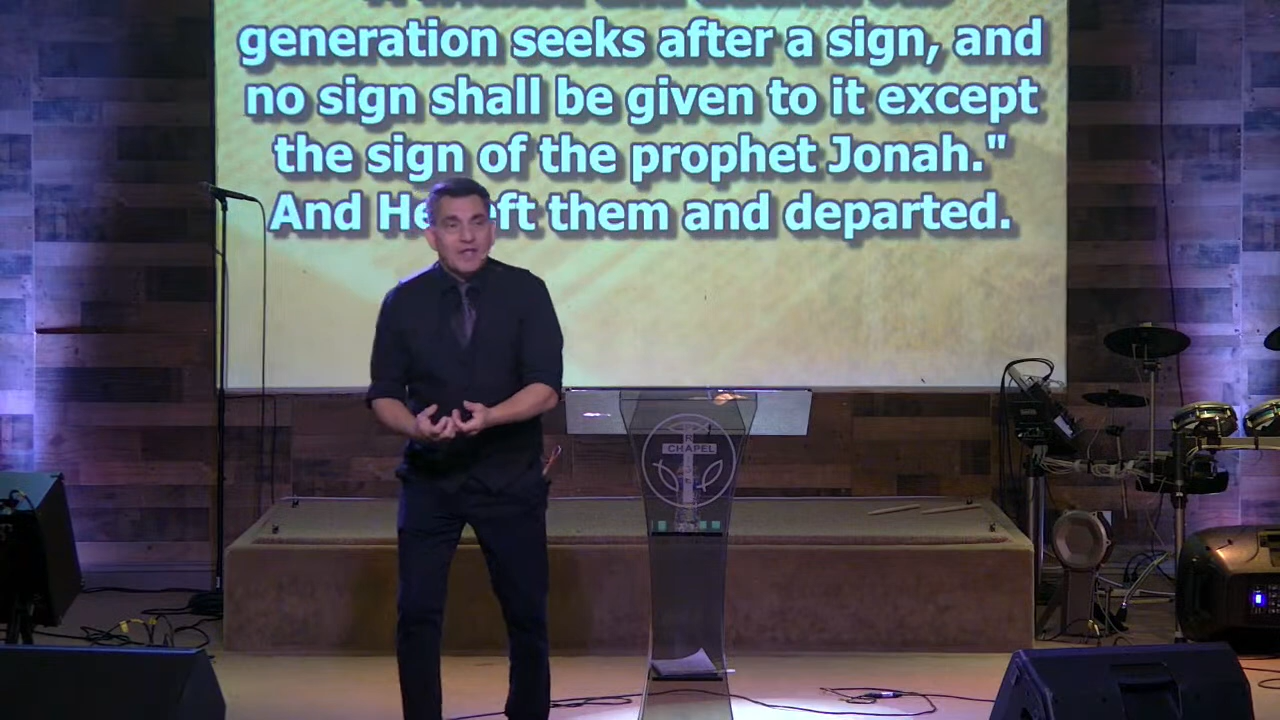 generation seeks after a sign, and
no sign shall be given to it except
the sign of the prophet Jonah."
And He left them and departed.
R
CHAPEL